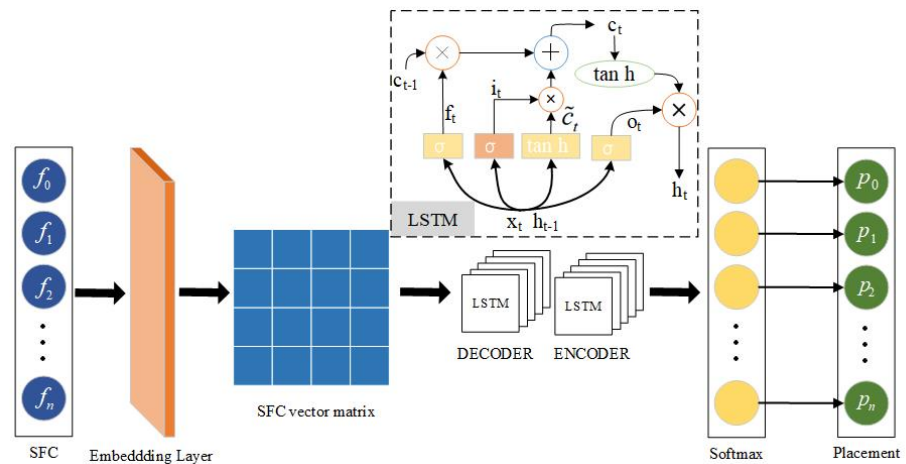 c_t
tan h
c_{t-1}
×
+
i_t
×
f_t
c̃_t
o_t
×
σ
σ
tan h
σ
h_t
LSTM
x_t h_{t-1}
f_0
f_1
f_2
f_n
SFC
Embeddding Layer
SFC vector matrix
LSTM
LSTM
DECODER
ENCODER
Softmax
p_0
p_1
p_2
p_n
Placement